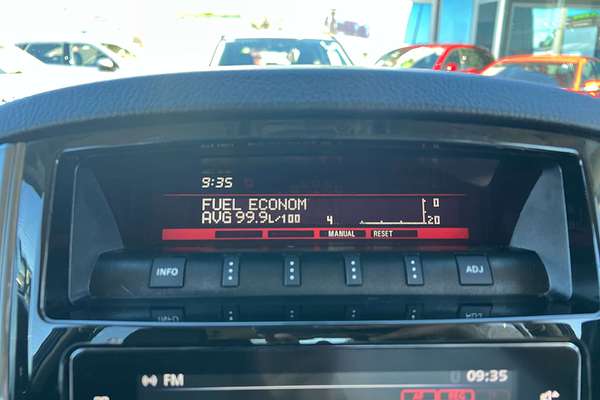 9:35
FUEL ECONOM 0
AVG 99.9L/100 4 20
MANUAL RESET
INFO ADJ
FM 09:35